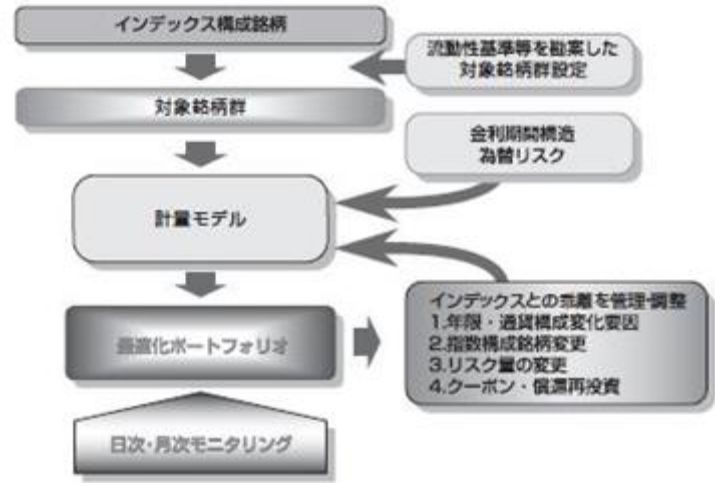 インデックス構成銘柄
流動性基準等を勘案した
対象銘柄群設定
対象銘柄群
金利期間構造
為替リスク
計量モデル
最適化ポートフォリオ
インデックスとの乖離を管理・調整
1.年限・通貨構成変化要因
2.指数構成銘柄変更
3.リスク量の変更
4.クーポン・償還再投資
日次・月次モニタリング